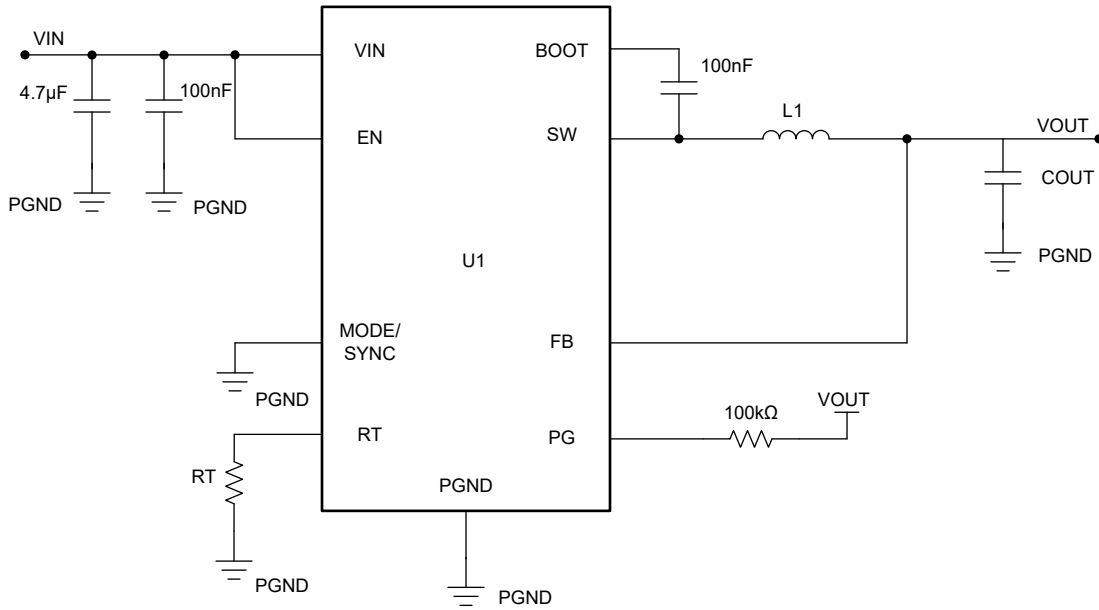 VIN
4.7µF
100nF
PGND
PGND
VIN
EN
MODE/
SYNC
RT
BOOT
SW
FB
PG
PGND
U1
100nF
L1
VOUT
COUT
PGND
PGND
RT
PGND
PGND
100kΩ
VOUT